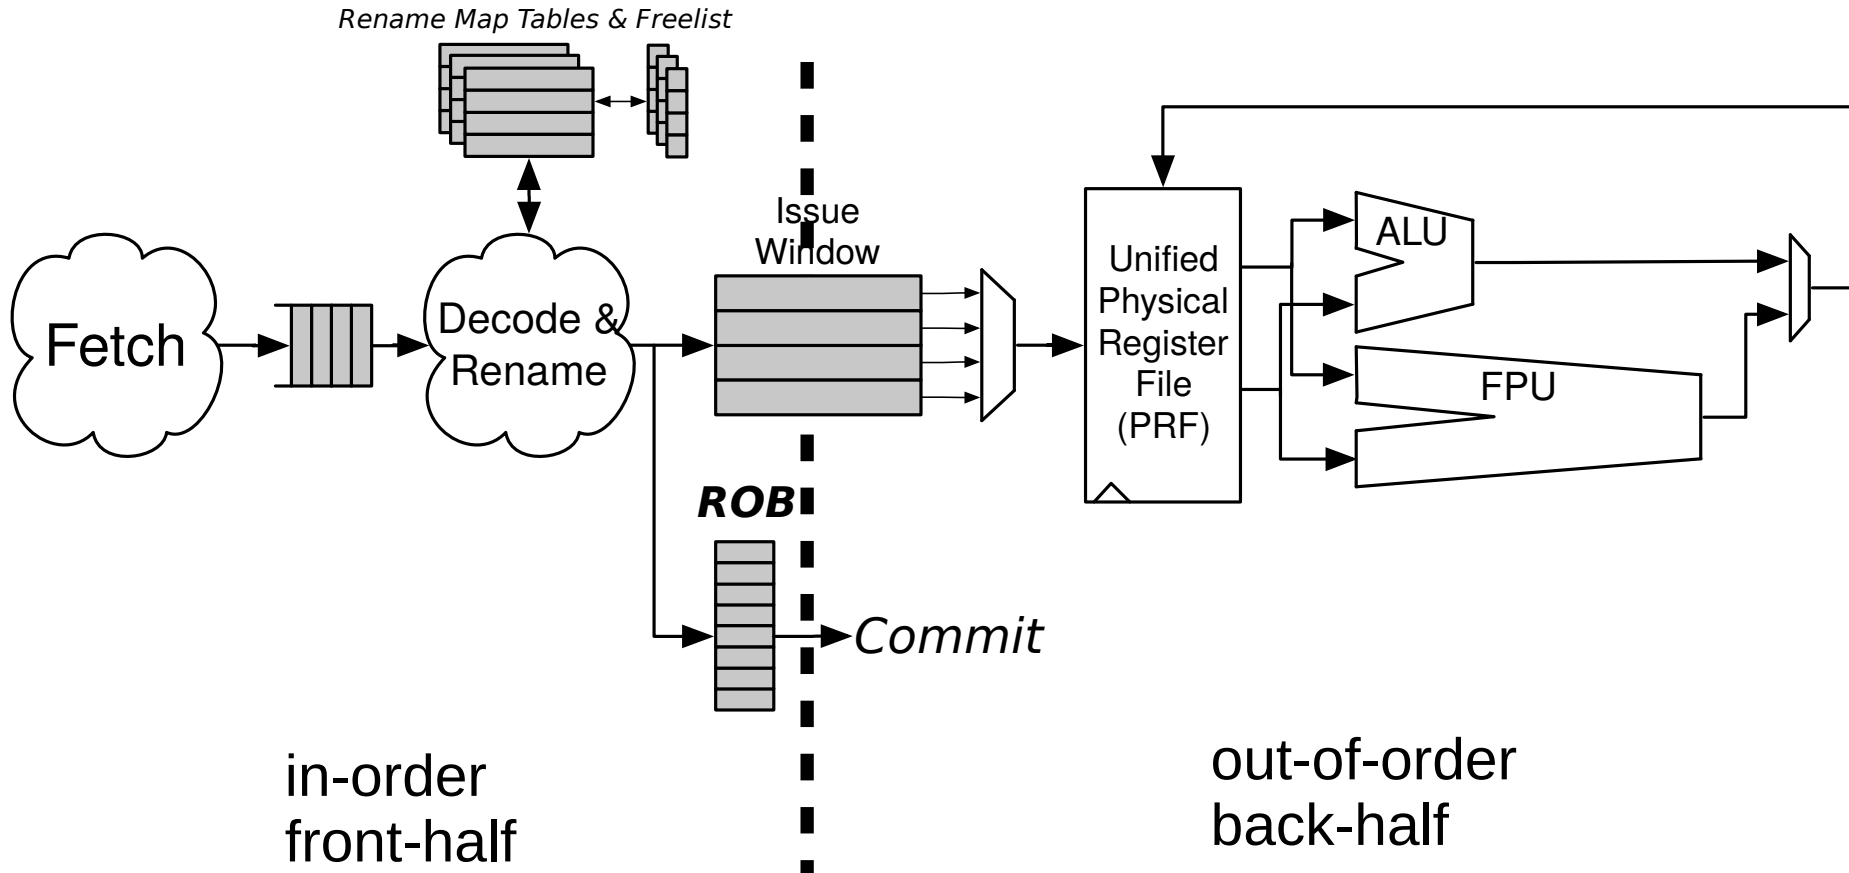 Rename Map Tables & Freelist
Issue
Window
Fetch
Decode &
Rename
Unified
Physical
Register
File
(PRF)
ALU
FPU
ROB
Commit
in-order
front-half
out-of-order
back-half